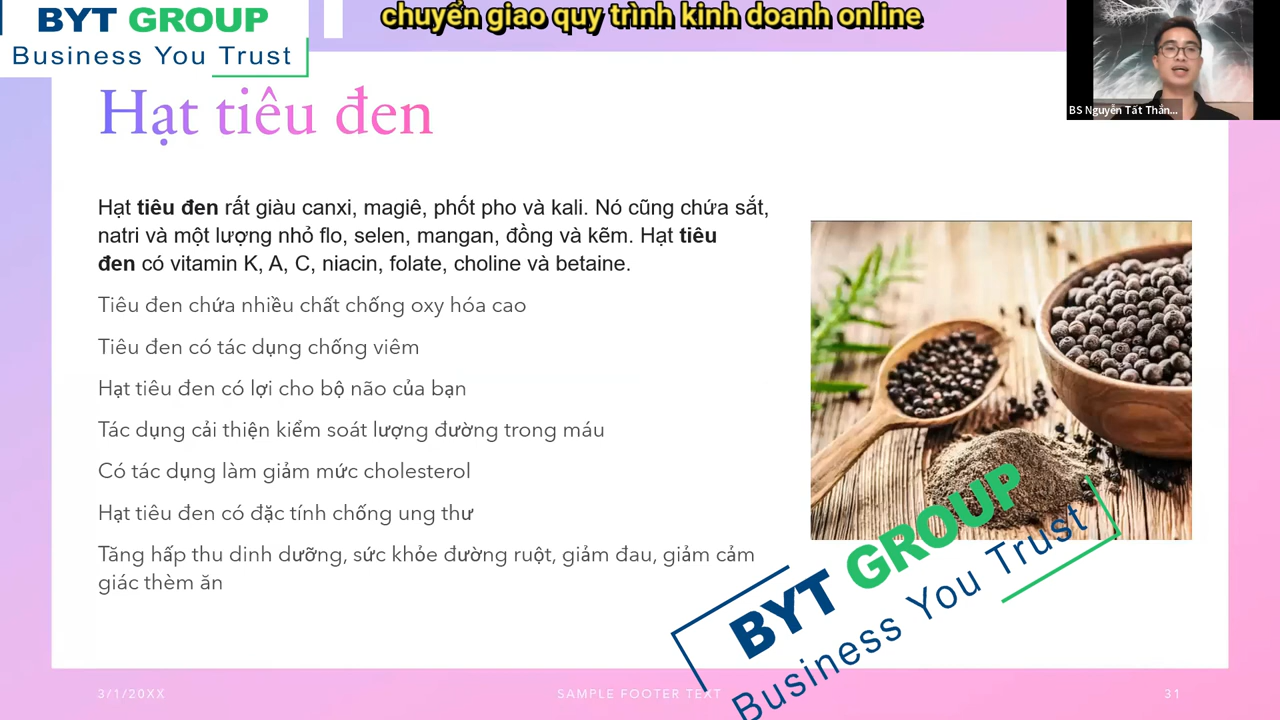 BYT GROUP
Business You Trust
chuyển giao quy trình kinh doanh online
BS Nguyễn Tất Thắn...
Hạt tiêu đen
Hạt tiêu đen rất giàu canxi, magiê, phốt pho và kali. Nó cũng chứa sắt,
natri và một lượng nhỏ flo, selen, mangan, đồng và kẽm. Hạt tiêu
đen có vitamin K, A, C, niacin, folate, choline và betaine.
Tiêu đen chứa nhiều chất chống oxy hóa cao
Tiêu đen có tác dụng chống viêm
Hạt tiêu đen có lợi cho bộ não của bạn
Tác dụng cải thiện kiểm soát lượng đường trong máu
Có tác dụng làm giảm mức cholesterol
Hạt tiêu đen có đặc tính chống ung thư
Tăng hấp thu dinh dưỡng, sức khỏe đường ruột, giảm đau, giảm cảm
giác thèm ăn
BYT GROUP
Business You Trust
3/1/20XX
SAMPLE FOOTER TEXT
31